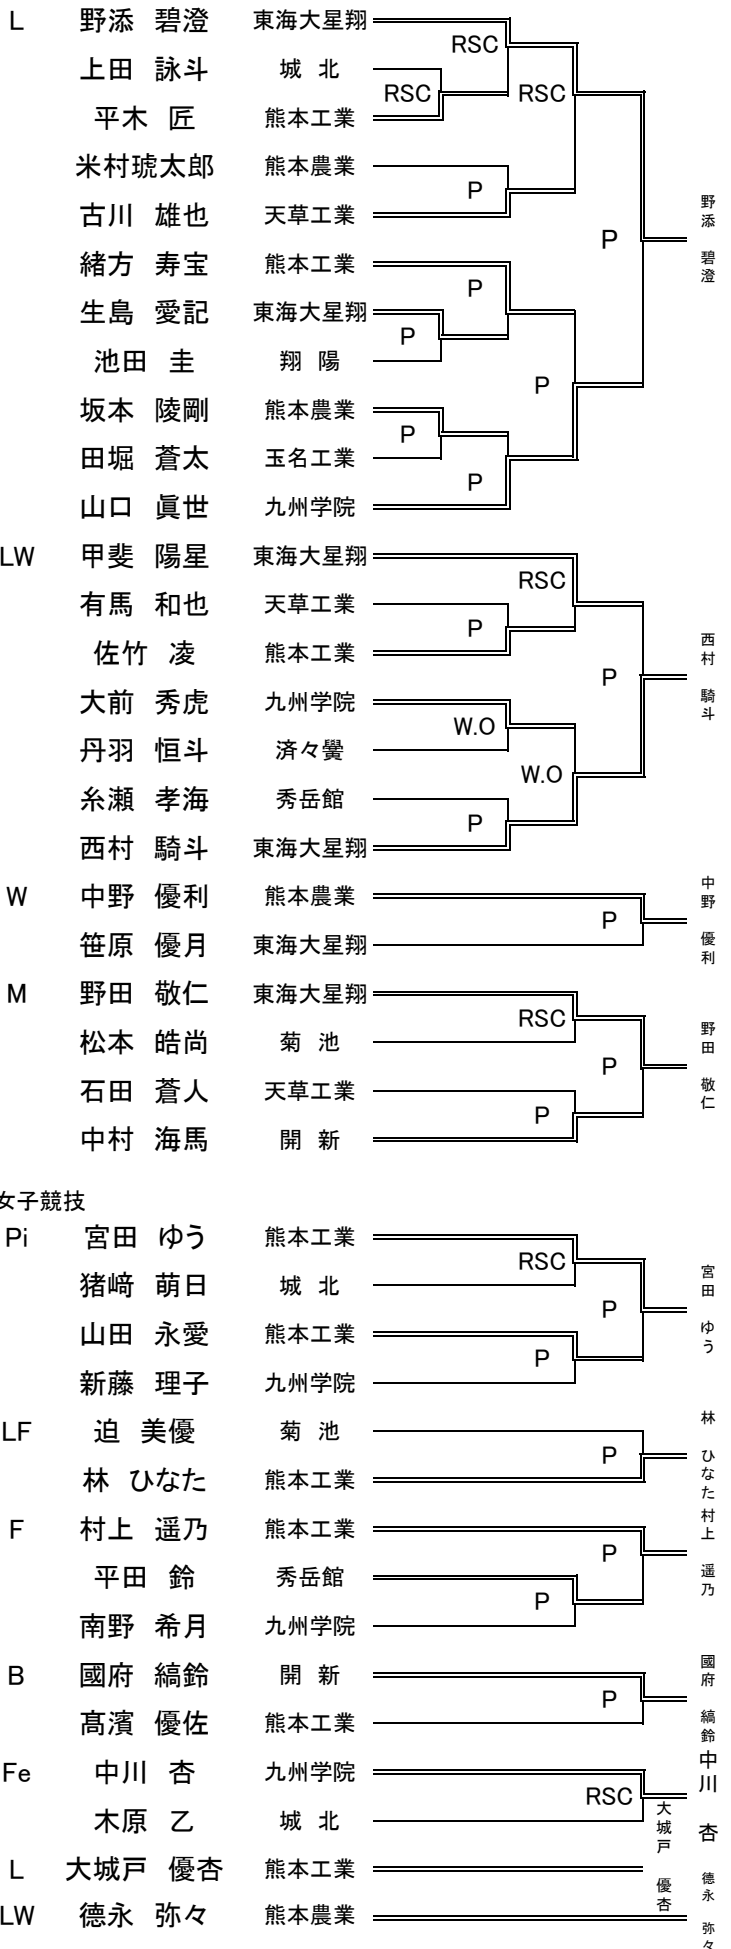 L 野添 碧澄 東海大星翔
RSC
上田 詠斗 城 北
RSC RSC
平木 匠 熊本工業
米村琥太郎 熊本農業
P
古川 雄也 天草工業
野添 碧澄
P
緒方 寿宝 熊本工業
P
生島 愛記 東海大星翔
P
池田 圭 翔 陽
P
坂本 陵剛 熊本農業
P
田堀 蒼太 玉名工業
P
山口 眞世 九州学院
LW 甲斐 陽星 東海大星翔
RSC
有馬 和也 天草工業
P
佐竹 凌 熊本工業
西村 騎斗
P
大前 秀虎 九州学院
W.O
丹羽 恒斗 済々黌
W.O
糸瀬 孝海 秀岳館
P
西村 騎斗 東海大星翔
W 中野 優利 熊本農業
P
中野 優利
笹原 優月 東海大星翔
M 野田 敬仁 東海大星翔
RSC
松本 皓尚 菊 池
P
野田 敬仁
石田 蒼人 天草工業
P
中村 海馬 開 新
女子競技
Pi 宮田 ゆう 熊本工業
RSC
猪﨑 萌日 城 北
P
宮田 ゆう
山田 永愛 熊本工業
P
新藤 理子 九州学院
LF 迫 美優 菊 池
P
林 ひなた
林 ひなた 熊本工業
F 村上 遥乃 熊本工業
P
村上 遥乃
平田 鈴 秀岳館
P
南野 希月 九州学院
B 國府 縞鈴 開 新
P
國府 縞鈴
髙濱 優佐 熊本工業
Fe 中川 杏 九州学院
RSC
中川 杏
木原 乙 城 北
L 大城戸 優杏 熊本工業
大城戸 優杏
LW 德永 弥々 熊本農業
德永 弥々